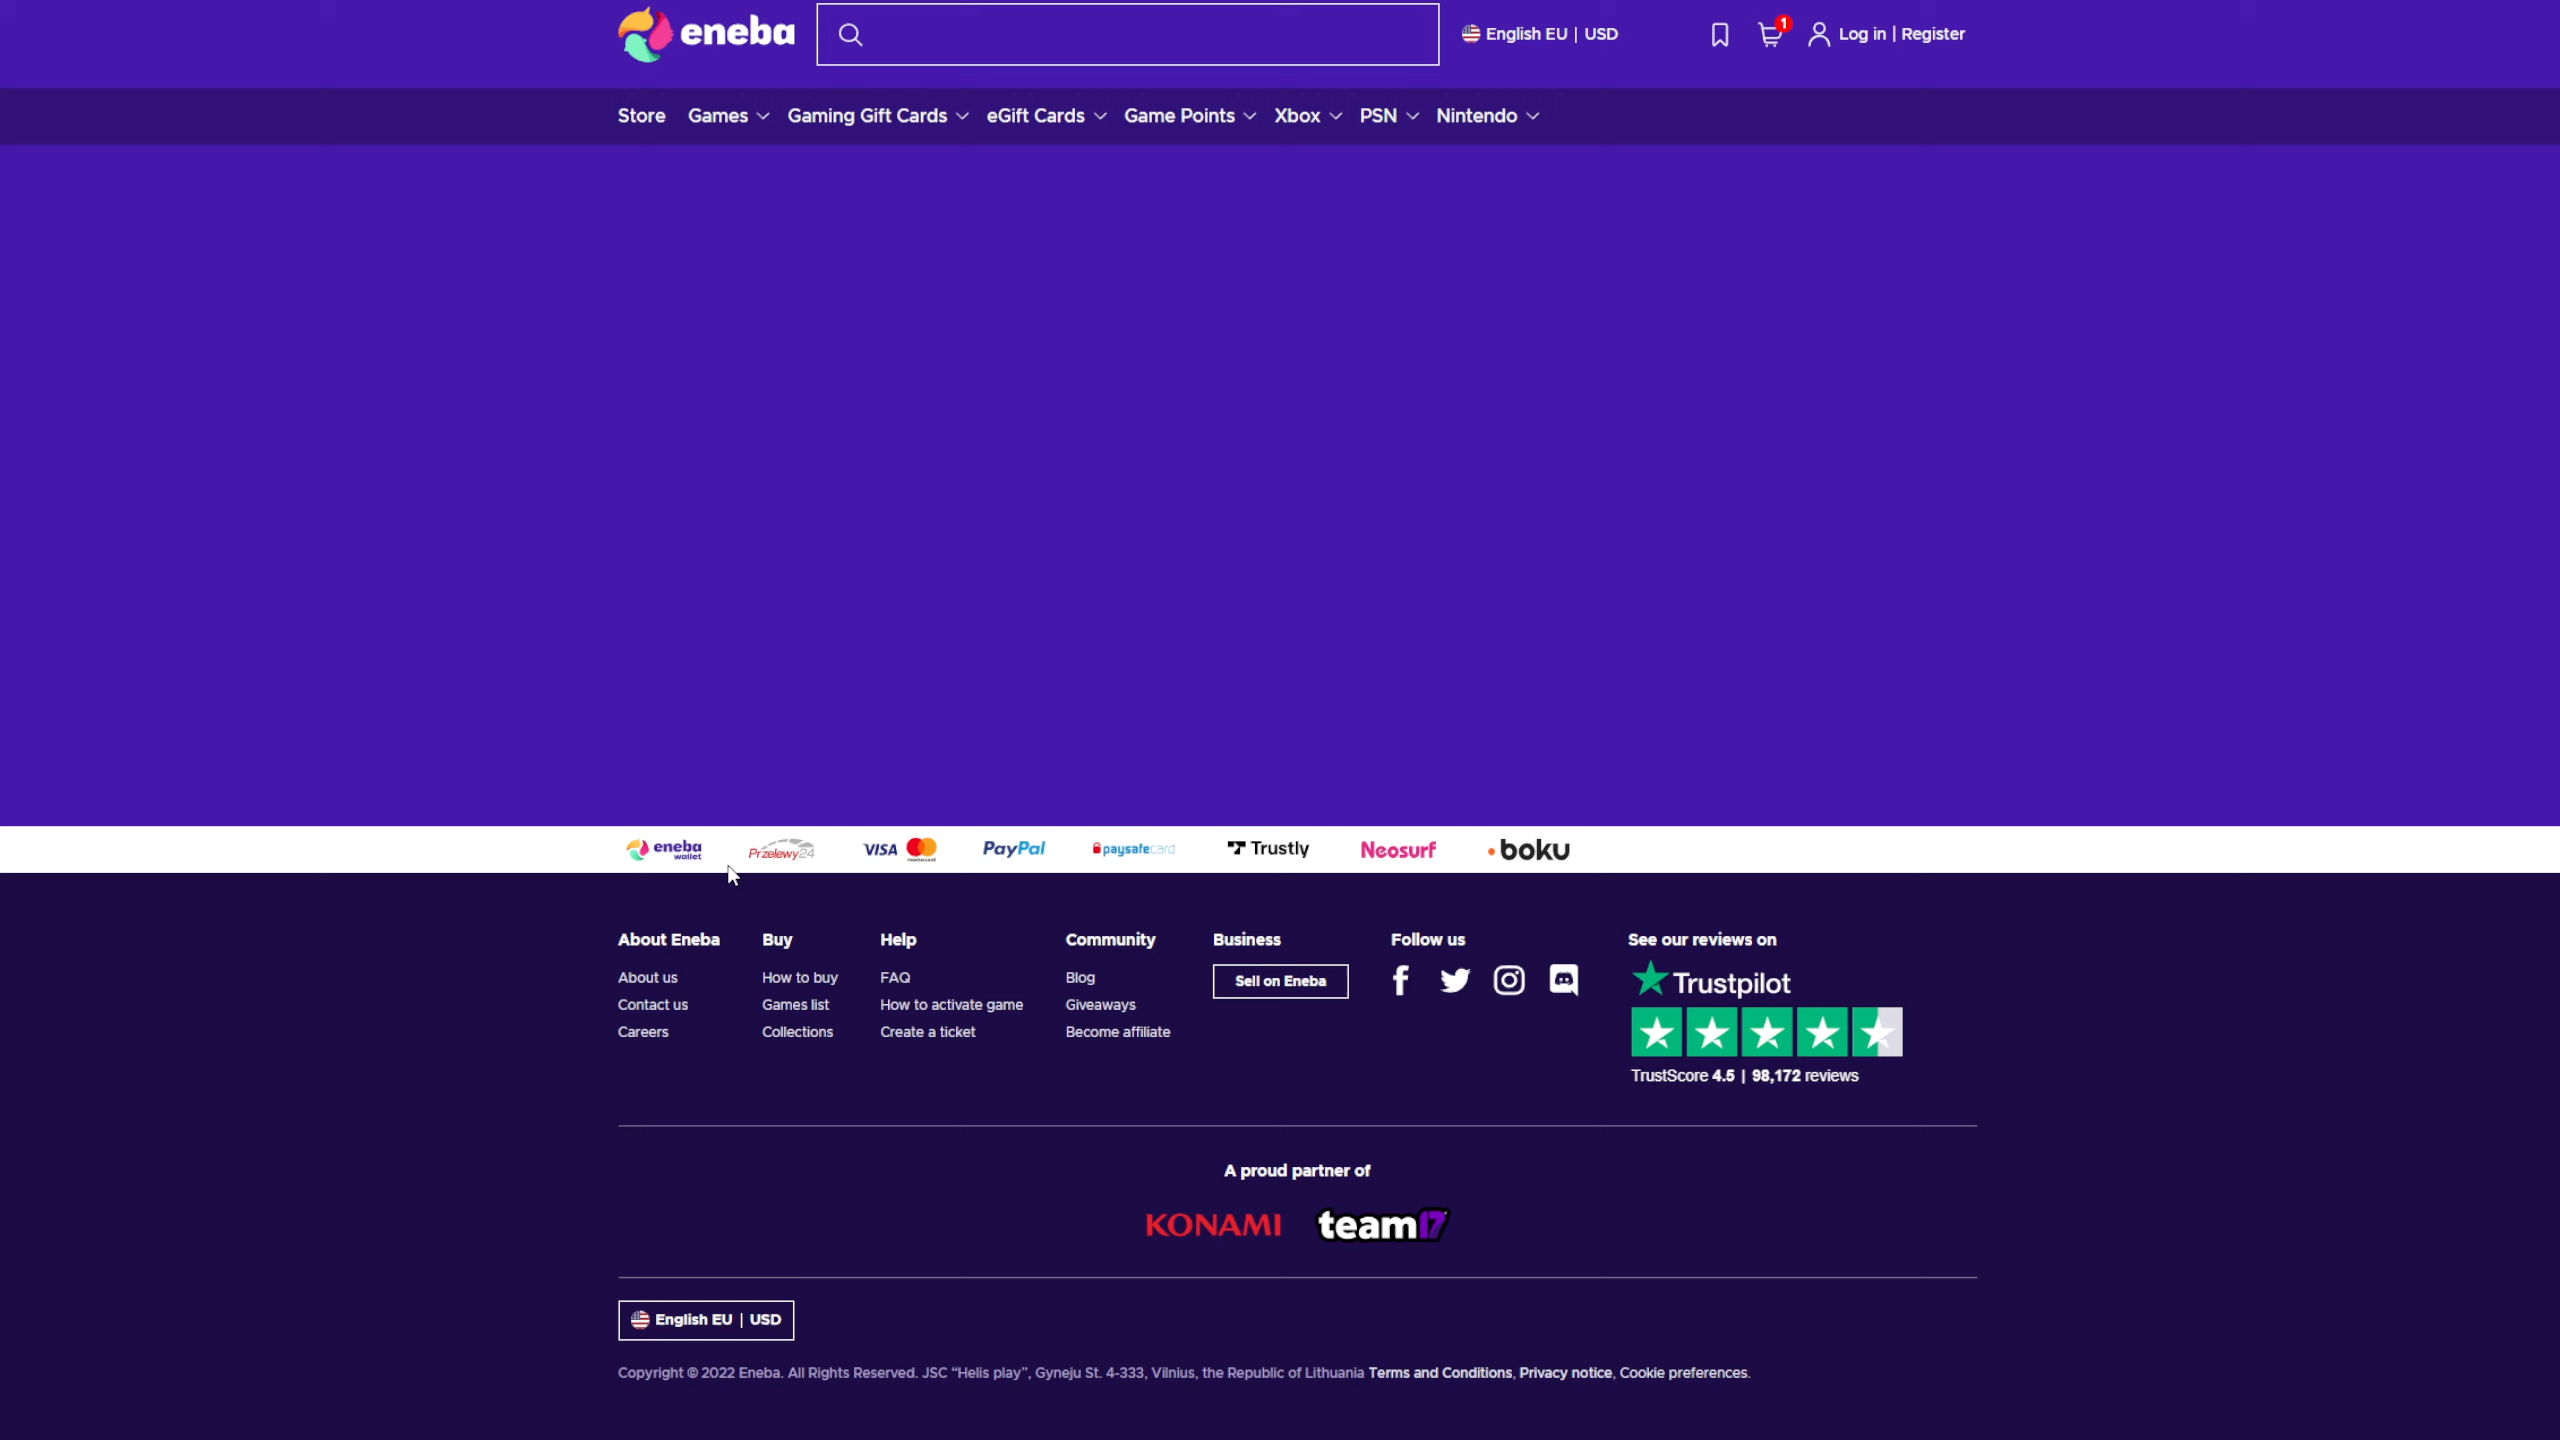 eneba
English EU | USD
1
Log in | Register
Store Games Gaming Gift Cards eGift Cards Game Points Xbox PSN Nintendo
eneba wallet Przelewy24 VISA mastercard PayPal paysafecard Trustly Neosurf boku
About Eneba
About us
Contact us
Careers
Buy
How to buy
Games list
Collections
Help
FAQ
How to activate game
Create a ticket
Community
Blog
Giveaways
Become affiliate
Business
Sell on Eneba
Follow us
See our reviews on
Trustpilot
TrustScore 4.5 | 98,172 reviews
A proud partner of
KONAMI team17
English EU | USD
Copyright © 2022 Eneba. All Rights Reserved. JSC “Helis play”, Gyneju St. 4-333, Vilnius, the Republic of Lithuania Terms and Conditions, Privacy notice, Cookie preferences.